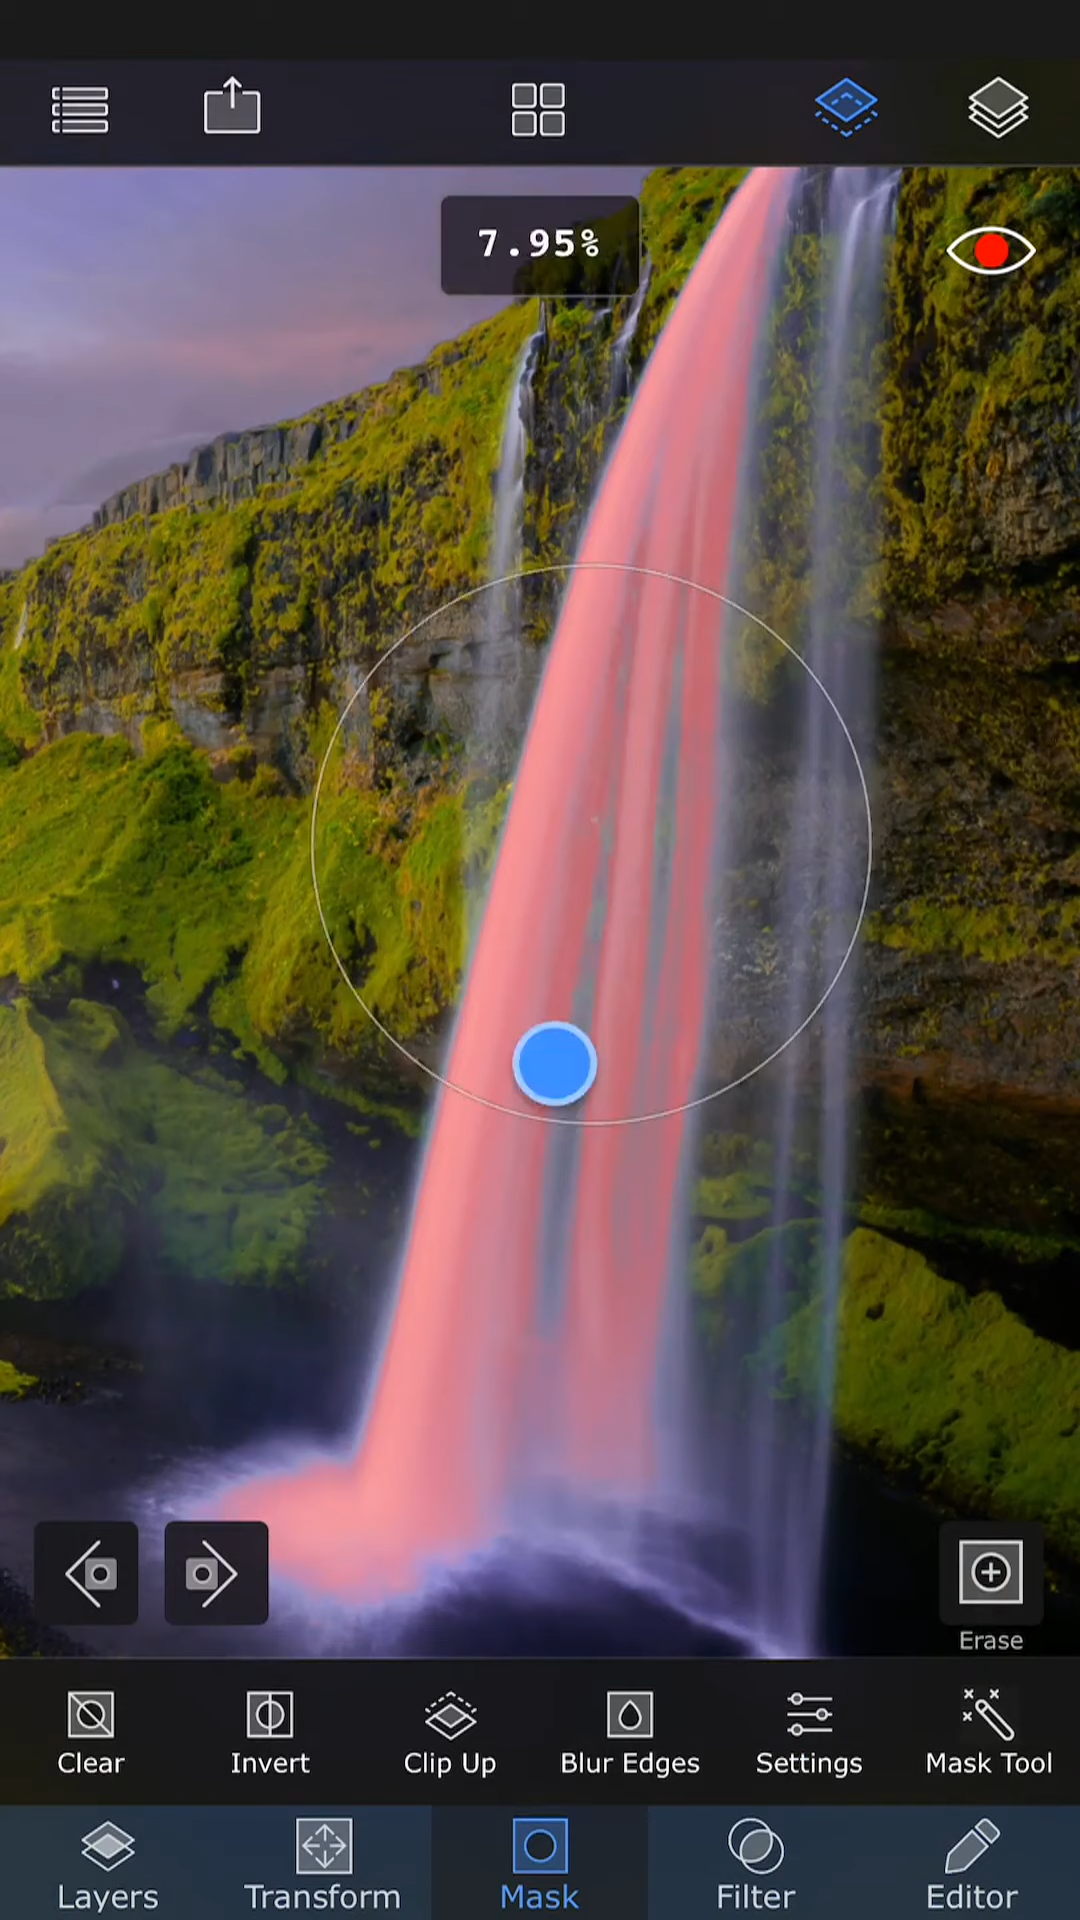 7.95%
Erase
Clear
Invert
Clip Up
Blur Edges
Settings
Mask Tool
Layers
Transform
Mask
Filter
Editor